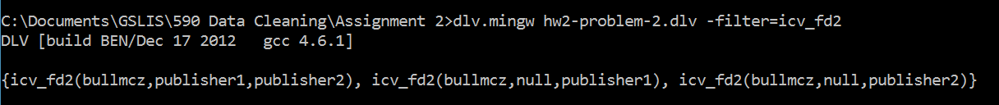 C:\Documents\GSLIS\590 Data Cleaning\Assignment 2>dlv.mingw hw2-problem-2.dlv -filter=icv_fd2
DLV [build BEN/Dec 17 2012   gcc 4.6.1]
{icv_fd2(bullmcz,publisher1,publisher2), icv_fd2(bullmcz,null,publisher1), icv_fd2(bullmcz,null,publisher2)}